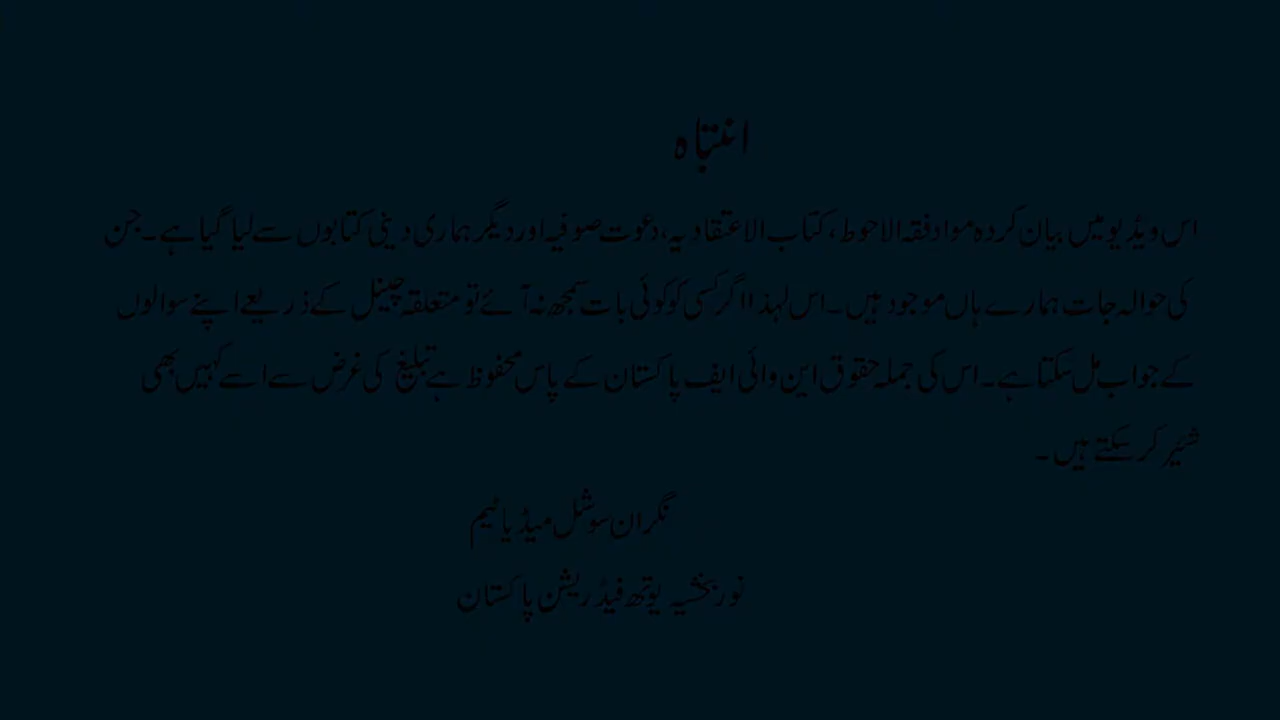 انتباہ
اس ویڈیو میں بیان کردہ مواد فقہ الاحوط، کتاب الاعتقادیہ، دعوت صوفیہ اور دیگر ہماری دینی کتابوں سے لیا گیا ہے۔ جن
کی حوالہ جات ہمارے ہاں موجود ہیں۔ اس لہذا اگر کسی کو کوئی بات سمجھ نہ آئے تو متعلقہ چینل کے ذریعے اپنے سوالوں
کے جواب مل سکتا ہے۔ اس کی جملہ حقوق این وائی ایف پاکستان کے پاس محفوظ ہے تبلیغ کی غرض سے اسے کہیں بھی
شئیر کر سکتے ہیں۔
نگران سوشل میڈیا ٹیم
نوربخشیہ یوتھ فیڈریشن پاکستان